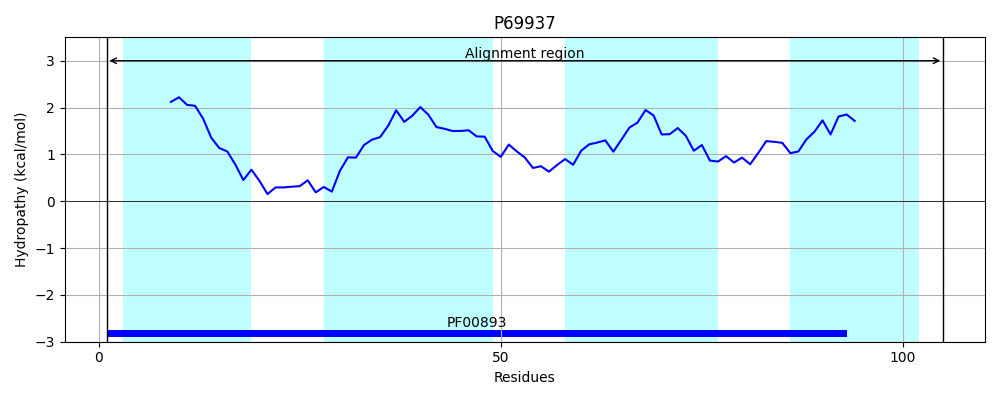 P69937
Alignment region
3
2
1
0
−1
−2
−3
Hydropathy (kcal/mol)
PF00893
0
50
100
Residues